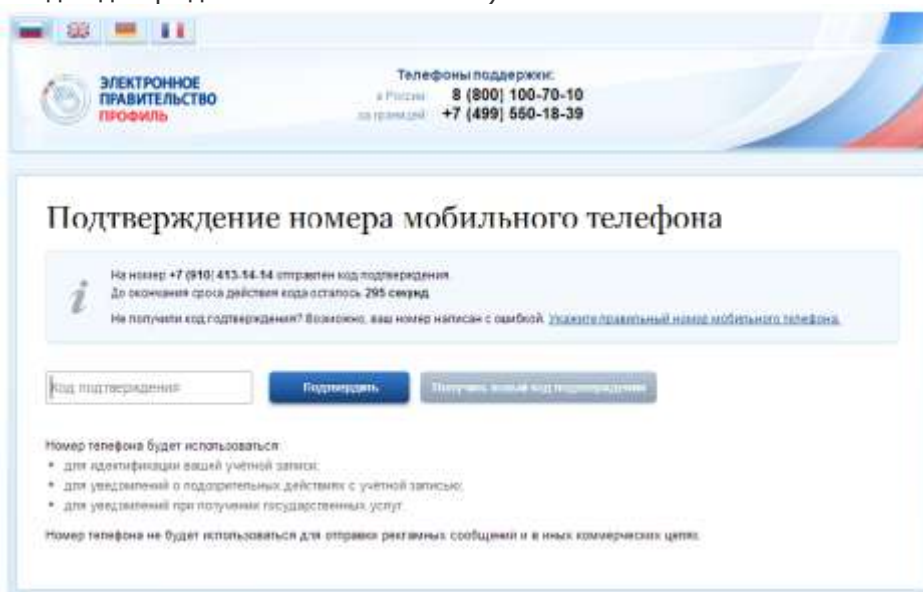 ЭЛЕКТРОННОЕ
ПРАВИТЕЛЬСТВО
ПРОФИЛЬ
Телефоны поддержки:
в России 8 (800) 100-70-10
за границей +7 (499) 550-18-39
Подтверждение номера мобильного телефона
На номер +7 (910) 413-14-14 отправлен код подтверждения.
До окончания срока действия кода осталось 295 секунд
Не получили код подтверждения? Возможно, ваш номер написан с ошибкой. Укажите правильный номер мобильного телефона.
Код подтверждения
Подтвердить
Получить новый код подтверждения
Номер телефона будет использоваться:
для идентификации вашей учётной записи;
для уведомлений о подозрительных действиях с учётной записью;
для уведомлений при получении государственных услуг.
Номер телефона не будет использоваться для отправки рекламных сообщений и в иных коммерческих целях.